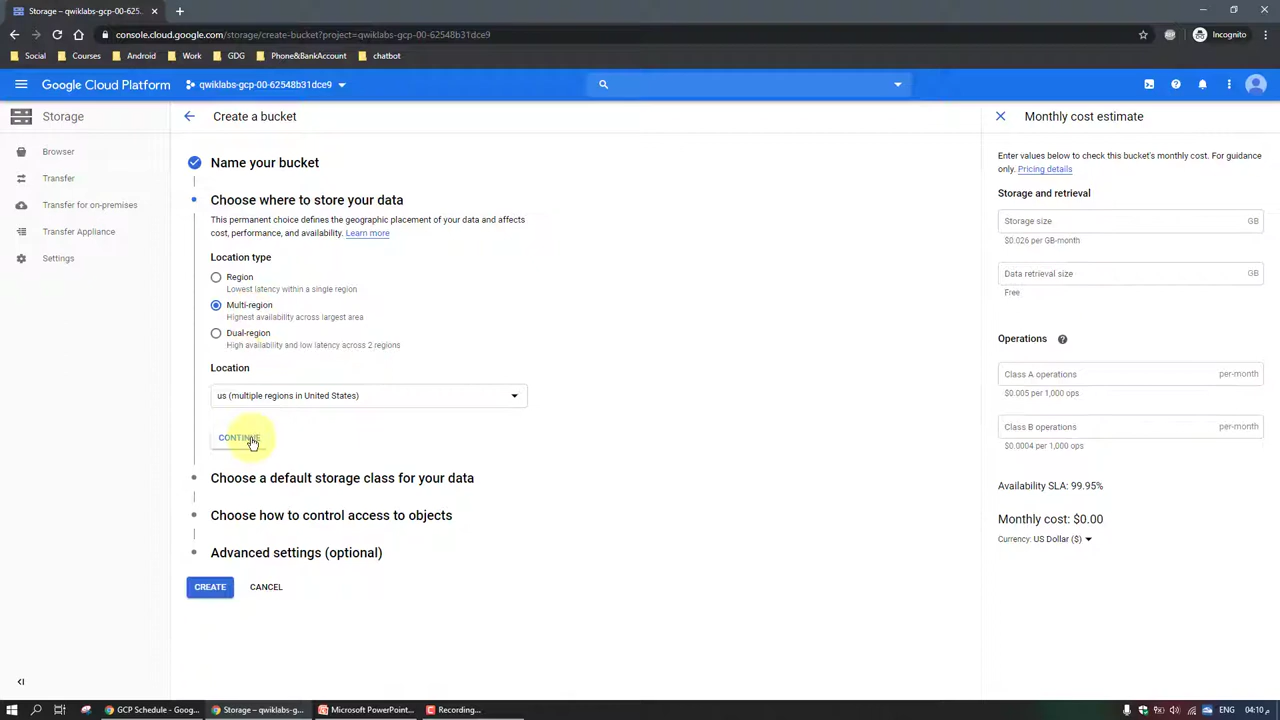 Storage – qwiklabs-gcp-00-625
console.cloud.google.com/storage/create-bucket?project=qwiklabs-gcp-00-62548b31dce9
Incognito
Social
Courses
Android
Work
GDG
Phone&BankAccount
chatbot
Google Cloud Platform
qwiklabs-gcp-00-62548b31dce9
Storage
Browser
Transfer
Transfer for on-premises
Transfer Appliance
Settings
Create a bucket
Name your bucket
Choose where to store your data
This permanent choice defines the geographic placement of your data and affects
cost, performance, and availability. Learn more
Location type
Region
Lowest latency within a single region
Multi-region
Highest availability across largest area
Dual-region
High availability and low latency across 2 regions
Location
us (multiple regions in United States)
CONTINUE
Choose a default storage class for your data
Choose how to control access to objects
Advanced settings (optional)
CREATE
CANCEL
Monthly cost estimate
Enter values below to check this bucket's monthly cost. For guidance
only. Pricing details
Storage and retrieval
Storage size
GB
$0.026 per GB-month
Data retrieval size
GB
Free
Operations
Class A operations
per-month
$0.005 per 1,000 ops
Class B operations
per-month
$0.0004 per 1,000 ops
Availability SLA: 99.95%
Monthly cost: $0.00
Currency: US Dollar ($)
GCP Schedule - Goog...
Storage – qwiklabs-g...
Microsoft PowerPoint...
Recording...
ENG